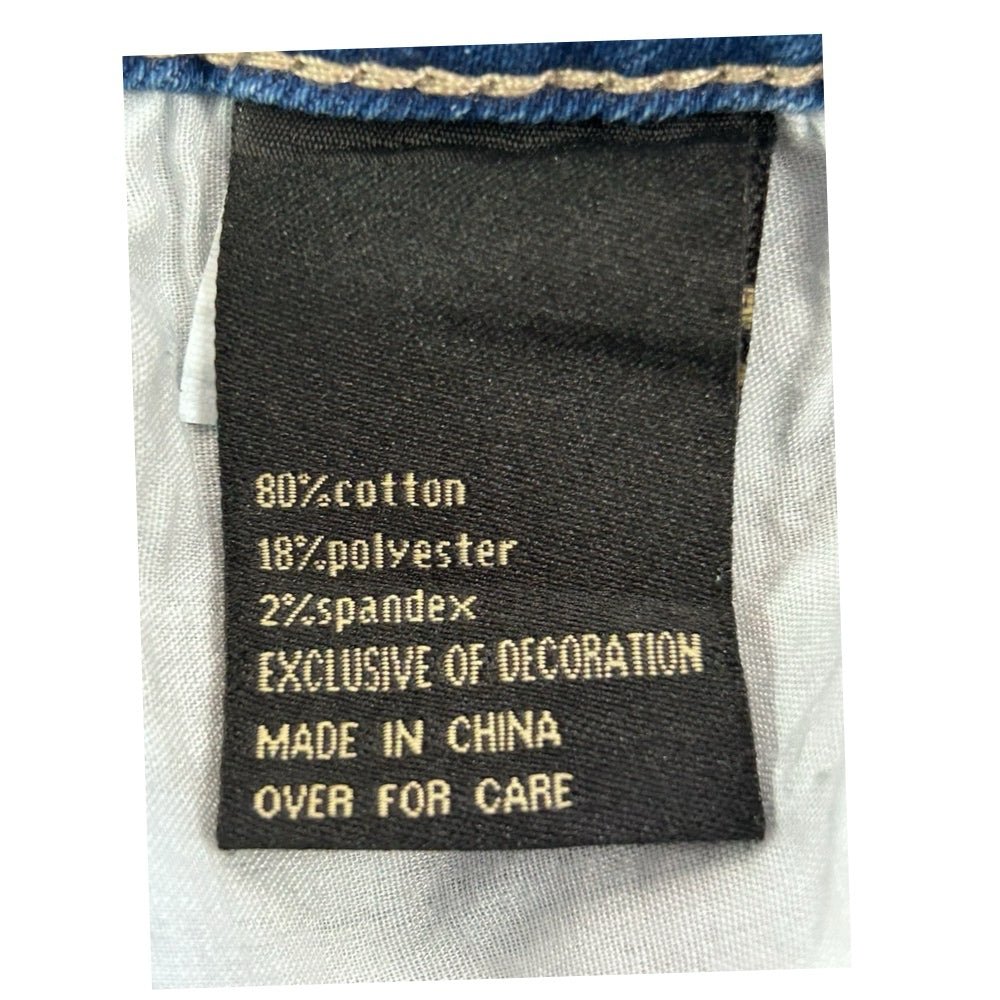 80%cotton
18%polyester
2%spandex
EXCLUSIVE OF DECORATION
MADE IN CHINA
OVER FOR CARE